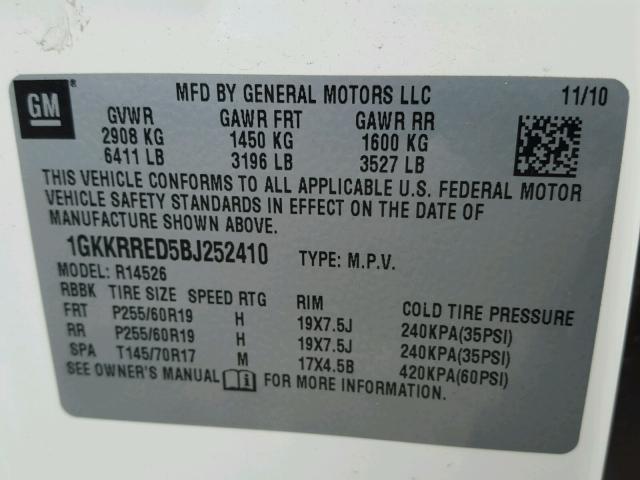 GM
MFD BY GENERAL MOTORS LLC 11/10
GVWR GAWR FRT GAWR RR
2908 KG 1450 KG 1600 KG
6411 LB 3196 LB 3527 LB
THIS VEHICLE CONFORMS TO ALL APPLICABLE U.S. FEDERAL MOTOR
VEHICLE SAFETY STANDARDS IN EFFECT ON THE DATE OF
MANUFACTURE SHOWN ABOVE.
1GKKRRED5BJ252410 TYPE: M.P.V.
MODEL: R14526
RBBK TIRE SIZE SPEED RTG RIM COLD TIRE PRESSURE
FRT P255/60R19 H 19X7.5J 240KPA(35PSI)
RR P255/60R19 H 19X7.5J 240KPA(35PSI)
SPA T145/70R17 M 17X4.5B 420KPA(60PSI)
SEE OWNER'S MANUAL FOR MORE INFORMATION.